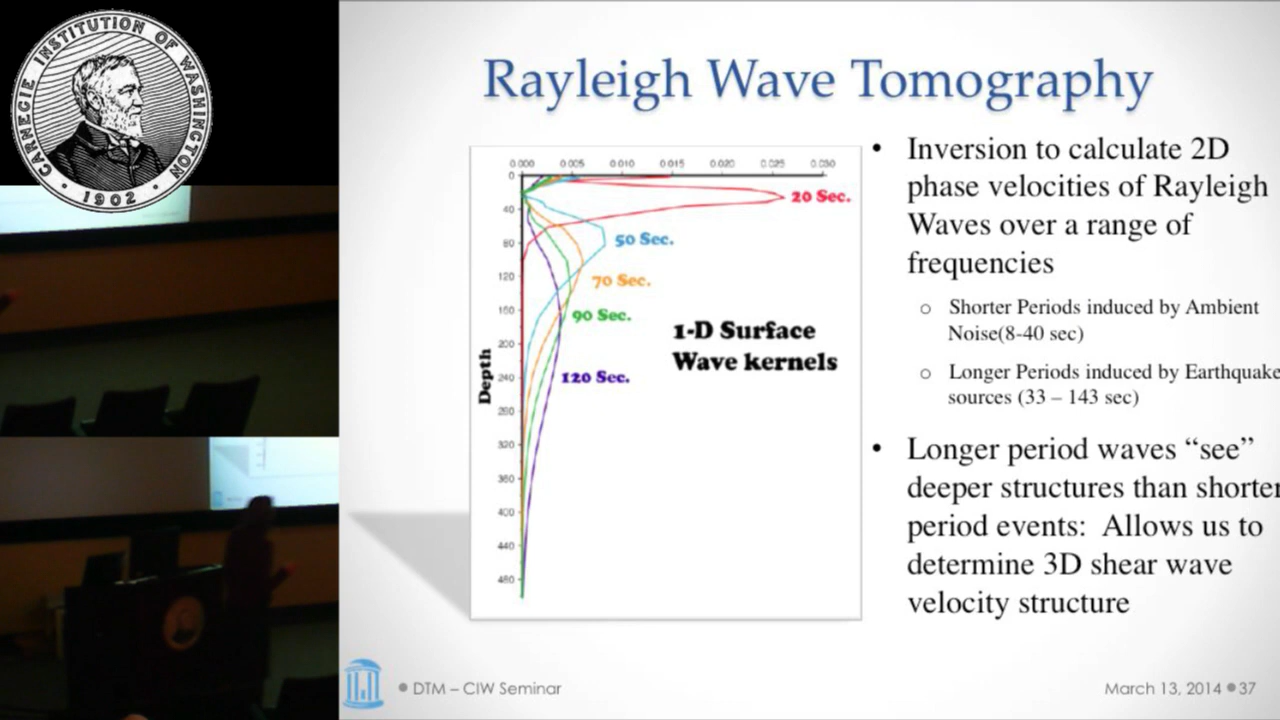 CARNEGIE INSTITUTION OF WASHINGTON
· 1902 ·
Rayleigh Wave Tomography
0.000 0.005 0.010 0.015 0.020 0.025 0.030
0
40
80
120
160
200
240
280
320
360
400
440
480
Depth
20 Sec.
50 Sec.
70 Sec.
90 Sec.
120 Sec.
1-D Surface
Wave kernels
• Inversion to calculate 2D
phase velocities of Rayleigh
Waves over a range of
frequencies
o Shorter Periods induced by Ambient
Noise(8-40 sec)
o Longer Periods induced by Earthquake
sources (33 – 143 sec)
• Longer period waves “see”
deeper structures than shorter
period events: Allows us to
determine 3D shear wave
velocity structure
• DTM – CIW Seminar
March 13, 2014 • 37